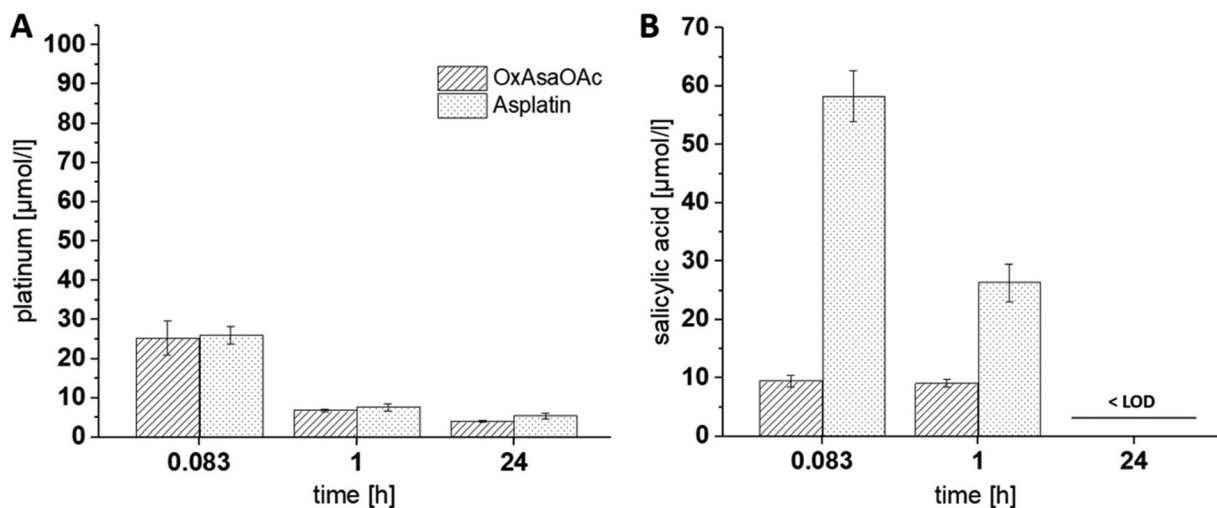 A
platinum [µmol/l]
100
90
80
70
60
50
40
30
20
10
0
OxAsaOAc
Asplatin
0.083 1 24
time [h]
B
salicylic acid [µmol/l]
70
60
50
40
30
20
10
0
< LOD
0.083 1 24
time [h]